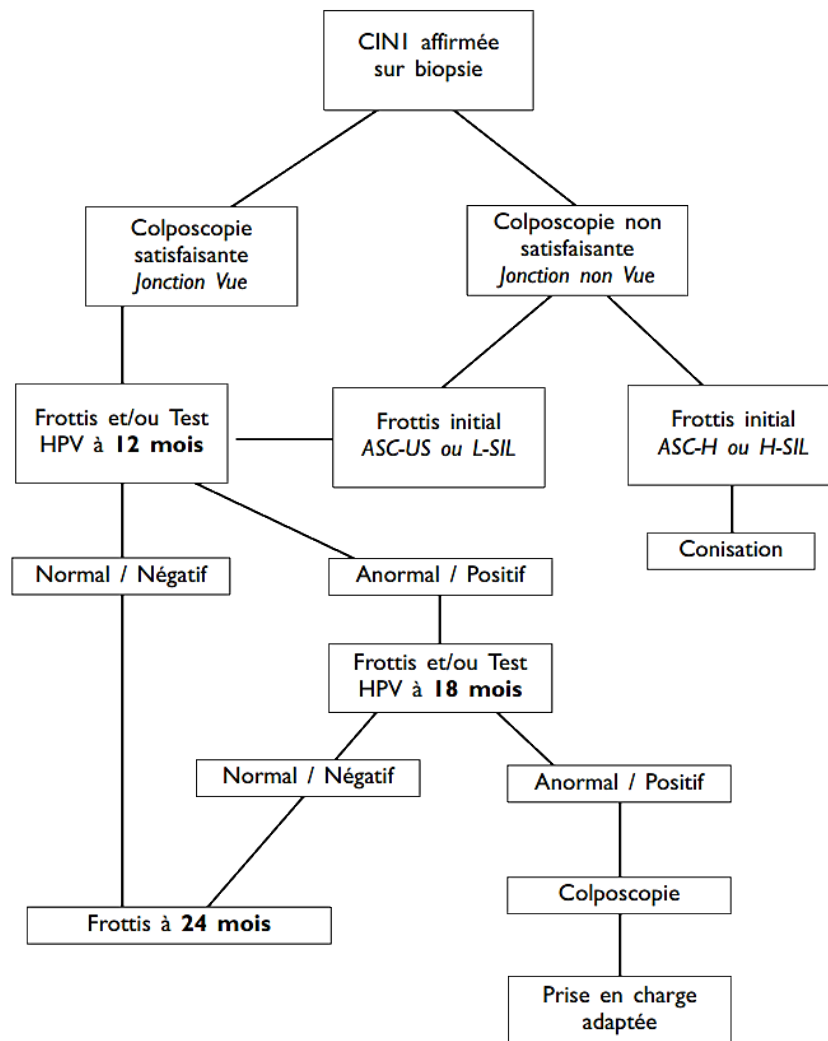 CIN1 affirmée
sur biopsie
Colposcopie
satisfaisante
Jonction Vue
Colposcopie non
satisfaisante
Jonction non Vue
Frottis et/ou Test
HPV à 12 mois
Frottis initial
ASC-US ou L-SIL
Frottis initial
ASC-H ou H-SIL
Conisation
Normal / Négatif
Anormal / Positif
Frottis et/ou Test
HPV à 18 mois
Normal / Négatif
Anormal / Positif
Colposcopie
Frottis à 24 mois
Prise en charge
adaptée